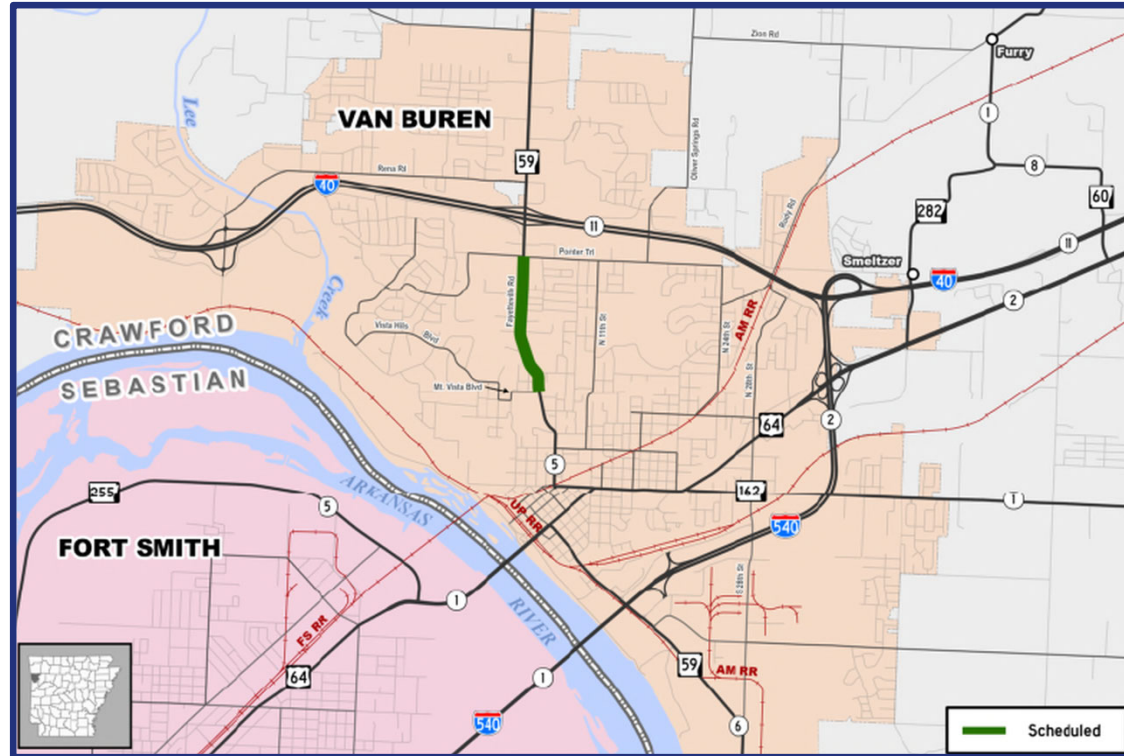 Zion Rd
Furry
Lee
VAN BUREN
59
1
Oliver Springs Rd
8
Rena Rd
40
60
282
11
Rudy Rd
11
Smeltzer
Pointer Trl
40
2
Creek
Fayetteville Rd
N 11th St
N 24th St
AM RR
CRAWFORD
Vista Hills
Blvd
SEBASTIAN
Mt. Vista Blvd
N 28th St
64
2
5
255
162
1
5
ARKANSAS
UP RR
540
FORT SMITH
1
S 28th St
RIVER
FS RR
59
AM RR
64
1
540
6
Scheduled